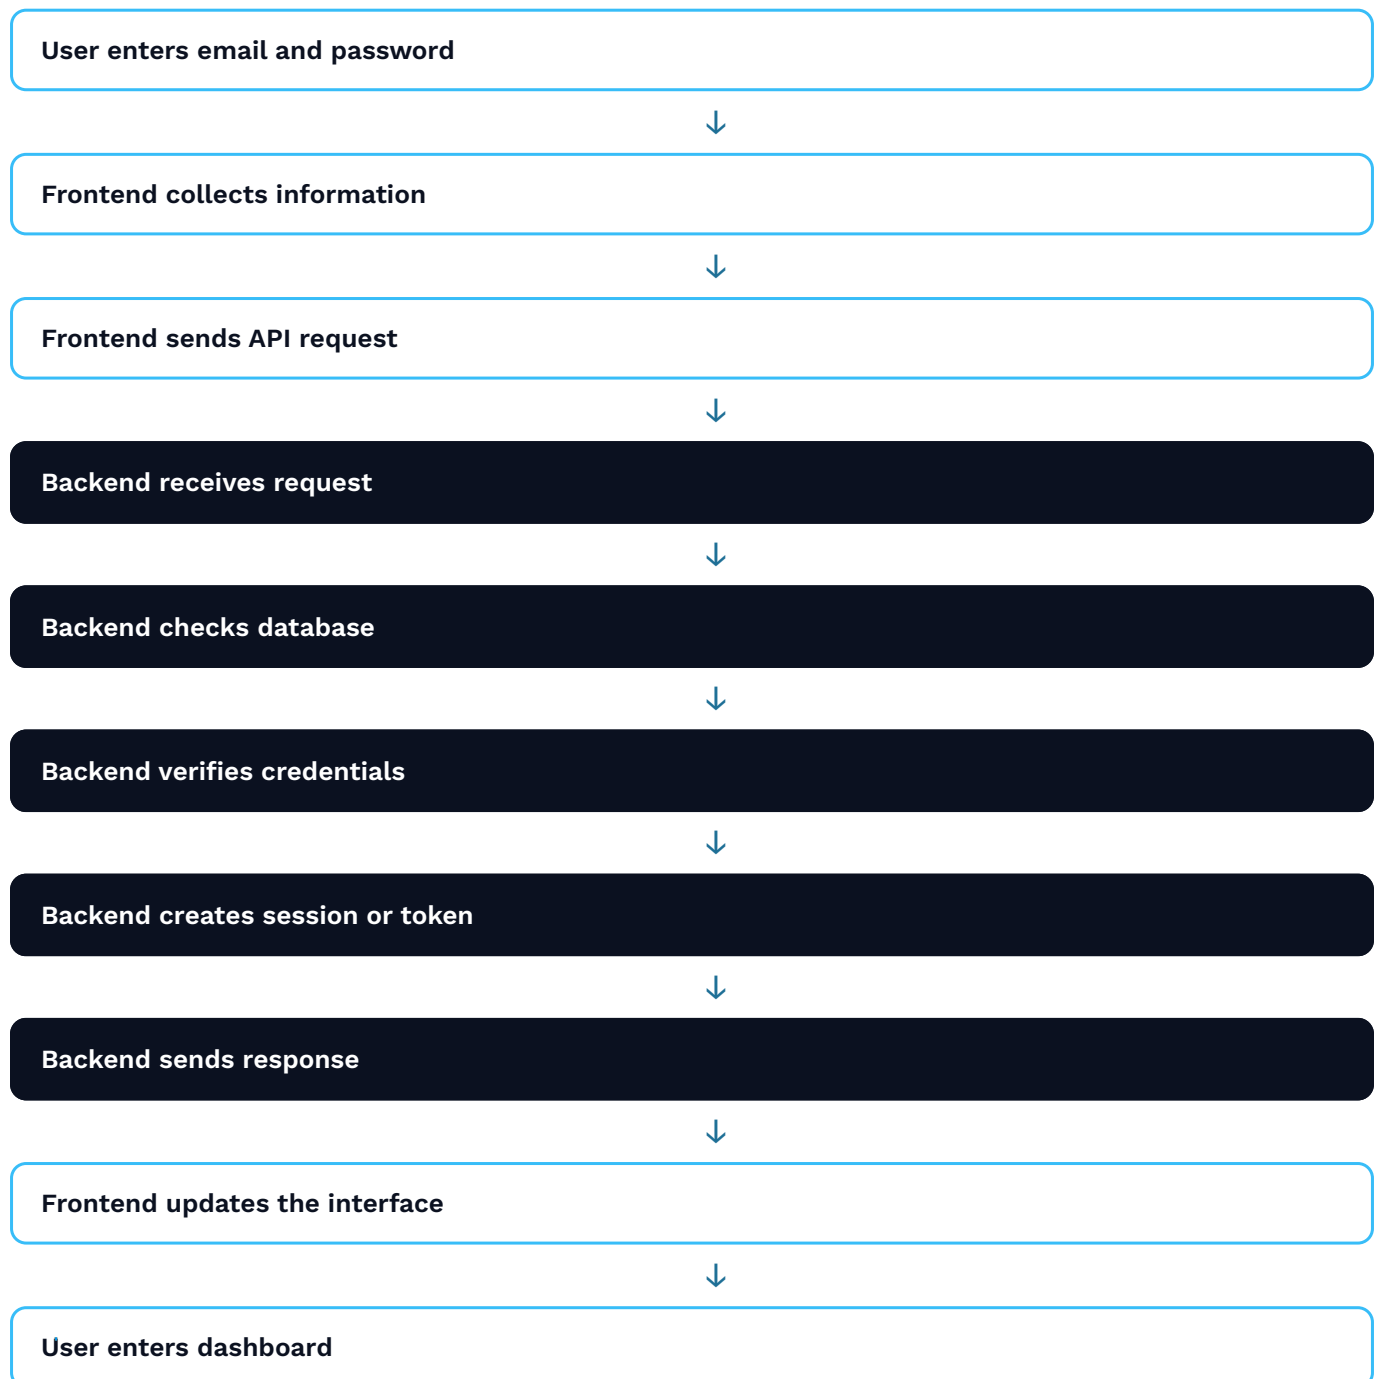 User enters email and password
Frontend collects information
Frontend sends API request
Backend receives request
Backend checks database
Backend verifies credentials
Backend creates session or token
Backend sends response
Frontend updates the interface
User enters dashboard